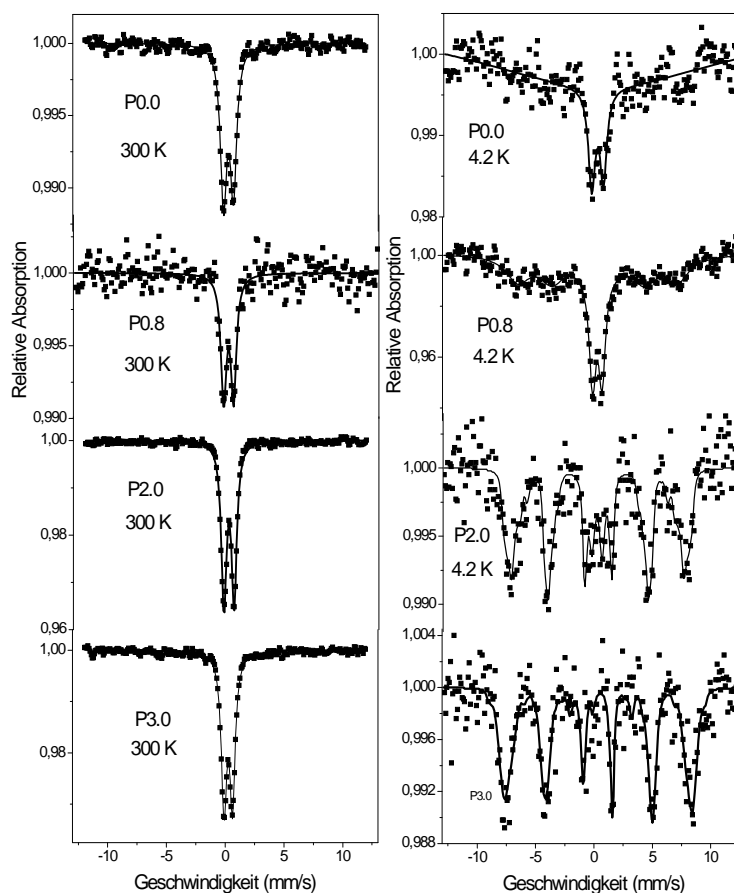 1,000
0,995
0,990
P0.0
300 K
1,000
0,995
0,990
P0.8
300 K
1,00
0,98
0,96
P2.0
300 K
1,00
0,98
P3.0
300 K
Relative Absorption
-10 -5 0 5 10
Geschwindigkeit (mm/s)
1,00
0,99
0,98
P0.0
4.2 K
1,00
0,96
P0.8
4.2 K
1,000
0,995
0,990
P2.0
4.2 K
1,004
1,000
0,996
0,992
0,988
P3.0
Relative Absorption
-10 -5 0 5 10
Geschwindigkeit (mm/s)